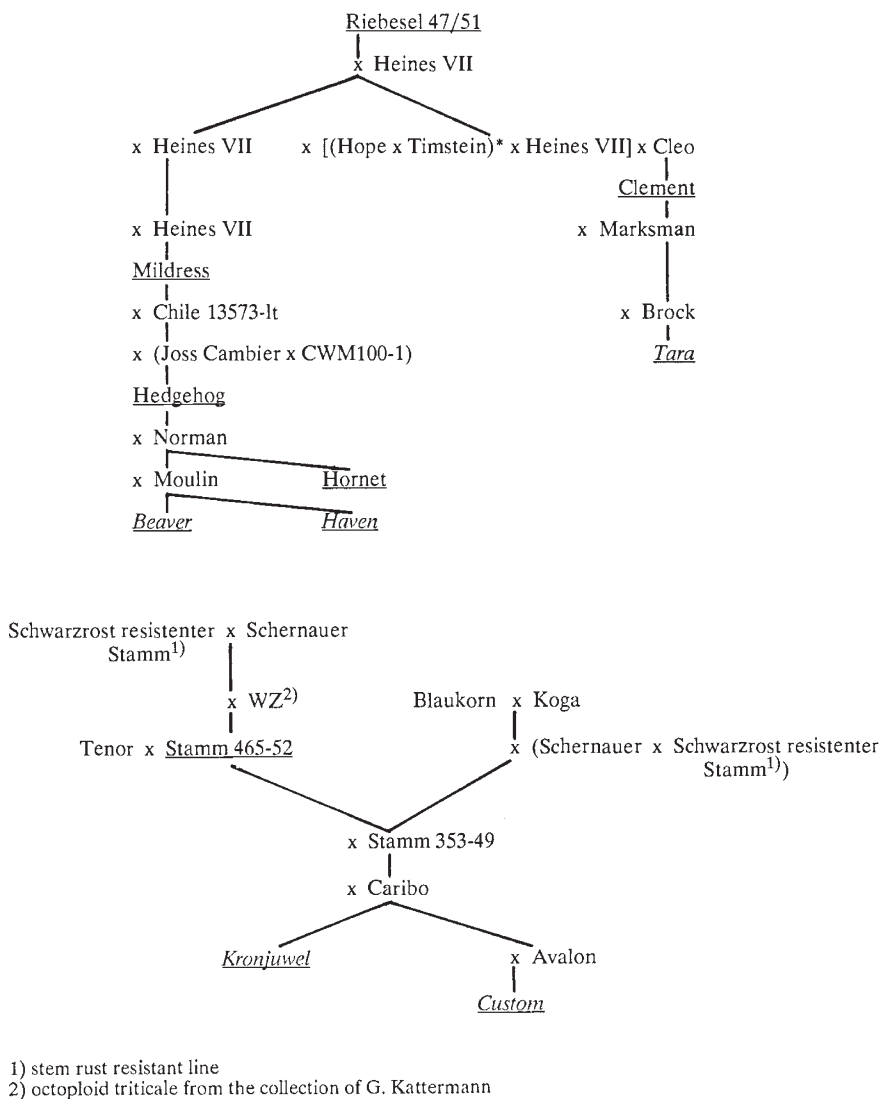 Riebesel 47/51
x Heines VII
x Heines VII x [(Hope x Timstein)* x Heines VII] x Cleo
Clement
x Heines VII x Marksman
Mildress
x Chile 13573-lt x Brock
x (Joss Cambier x CWM100-1) Tara
Hedgehog
x Norman
x Moulin Hornet
Beaver Haven
Schwarzrost resistenter x Schernauer
Stamm1)
x WZ2) Blaukorn x Koga
Tenor x Stamm 465-52 x (Schernauer x Schwarzrost resistenter
Stamm1))
x Stamm 353-49
x Caribo
Kronjuwel x Avalon
Custom
1) stem rust resistant line
2) octoploid triticale from the collection of G. Kattermann